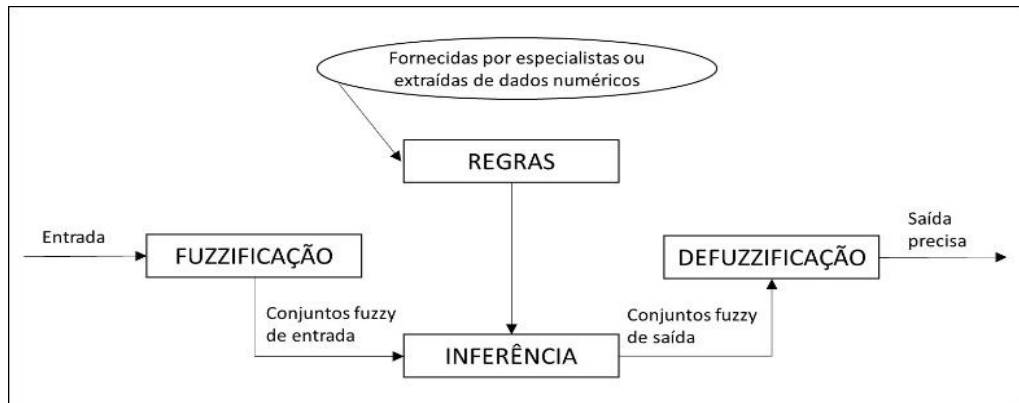 Fornecidas por especialistas ou
extraídas de dados numéricos
REGRAS
Entrada
FUZZIFICAÇÃO
Saída
precisa
DEFUZZIFICAÇÃO
Conjuntos fuzzy
de entrada
INFERÊNCIA
Conjuntos fuzzy
de saída